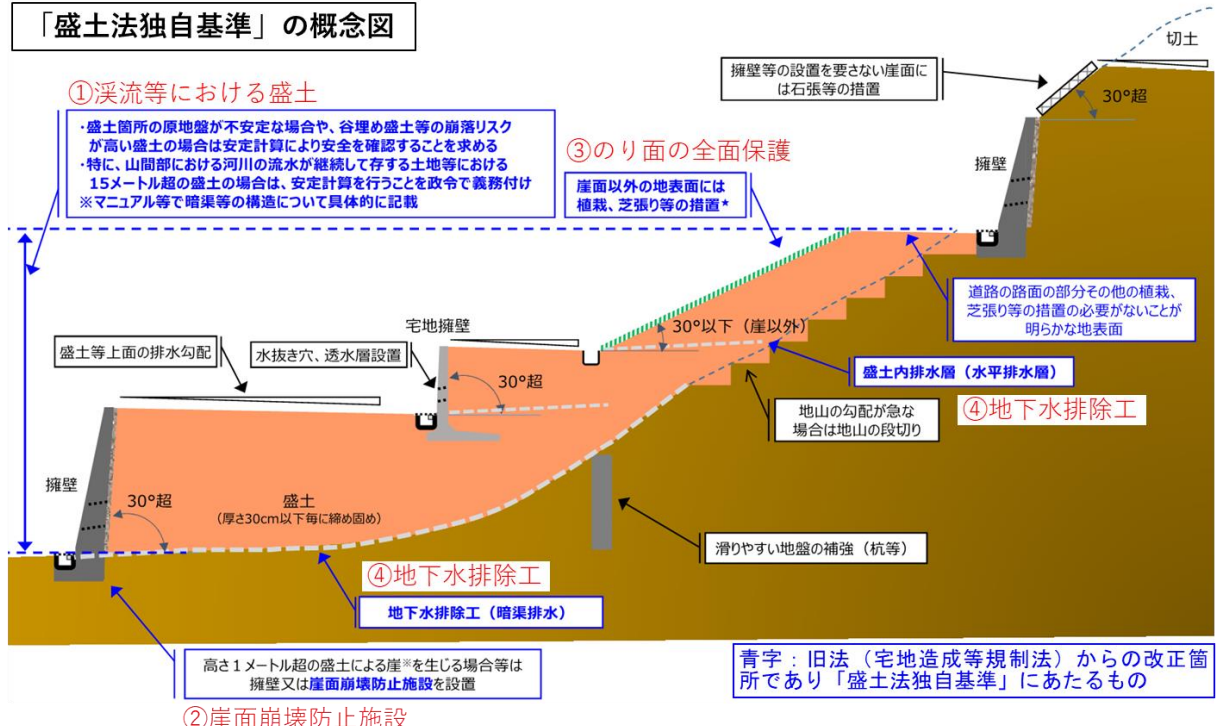 「盛土法独自基準」の概念図
切土
擁壁等の設置を要さない崖面に
は石張等の措置
30°超
①渓流等における盛土
・盛土箇所の原地盤が不安定な場合や、谷埋め盛土等の崩落リスク
が高い盛土の場合は安定計算により安全を確認することを求める
・特に、山間部における河川の流水が継続して存する土地等における
15メートル超の盛土の場合は、安定計算を行うことを政令で義務付け
※マニュアル等で暗渠等の構造について具体的に記載
③のり面の全面保護
崖面以外の地表面には
植栽、芝張り等の措置★
擁壁
道路の路面の部分その他の植栽、
芝張り等の措置の必要がないことが
明らかな地表面
宅地擁壁
30°以下（崖以外）
盛土等上面の排水勾配
水抜き穴、透水層設置
30°超
盛土内排水層（水平排水層）
④地下水排除工
地山の勾配が急な
場合は地山の段切り
擁壁
30°超
盛土
（厚さ30cm以下毎に締め固め）
滑りやすい地盤の補強（杭等）
④地下水排除工
地下水排除工（暗渠排水）
高さ１メートル超の盛土による崖※を生じる場合等は
擁壁又は崖面崩壊防止施設を設置
②崖面崩壊防止施設
青字：旧法（宅地造成等規制法）からの改正箇
所であり「盛土法独自基準」にあたるもの